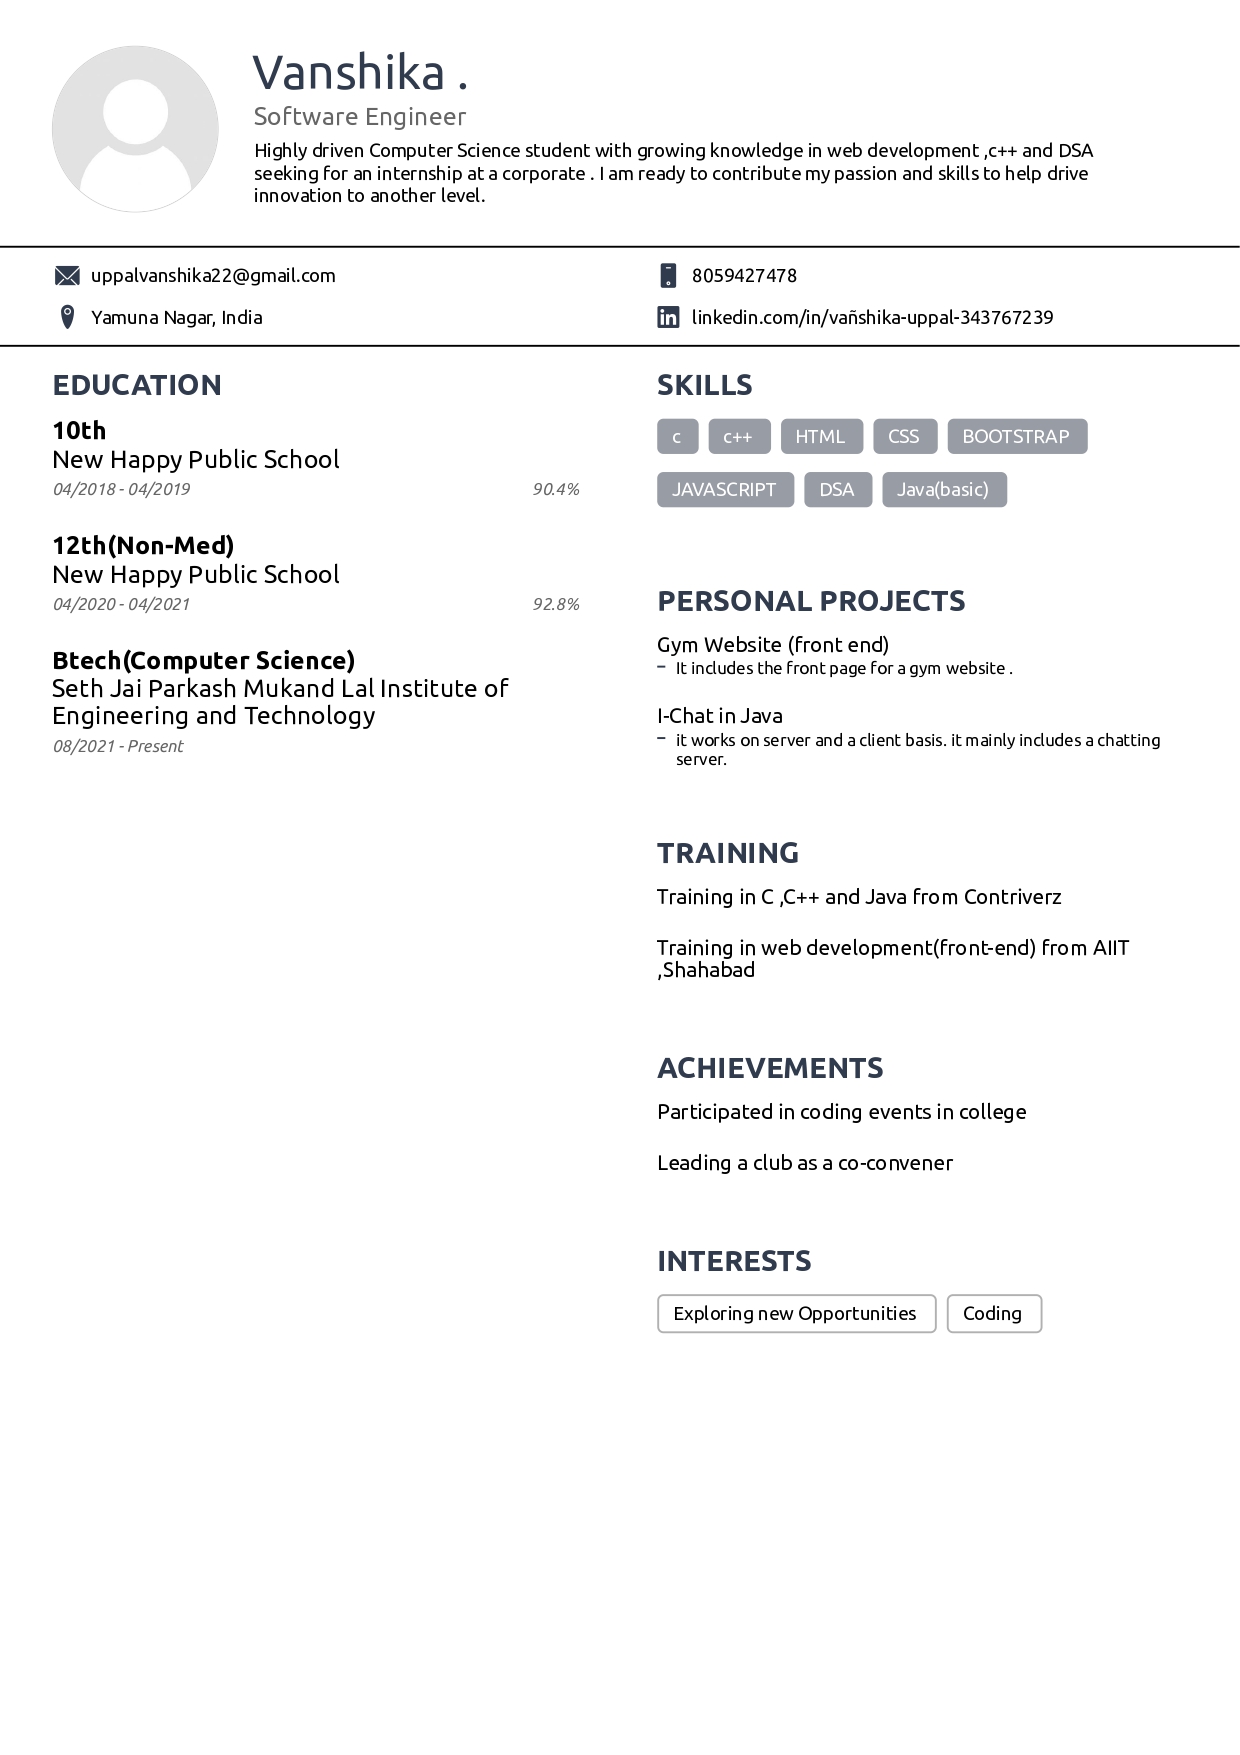 Vanshika .
Software Engineer
Highly driven Computer Science student with growing knowledge in web development ,c++ and DSA
seeking for an internship at a corporate . I am ready to contribute my passion and skills to help drive
innovation to another level.
uppalvanshika22@gmail.com
8059427478
Yamuna Nagar, India
linkedin.com/in/vañshika-uppal-343767239
EDUCATION
10th
New Happy Public School
04/2018 - 04/2019 90.4%
12th(Non-Med)
New Happy Public School
04/2020 - 04/2021 92.8%
Btech(Computer Science)
Seth Jai Parkash Mukand Lal Institute of
Engineering and Technology
08/2021 - Present
SKILLS
c c++ HTML CSS BOOTSTRAP
JAVASCRIPT DSA Java(basic)
PERSONAL PROJECTS
Gym Website (front end)
– It includes the front page for a gym website .
I-Chat in Java
– it works on server and a client basis. it mainly includes a chatting
server.
TRAINING
Training in C ,C++ and Java from Contriverz
Training in web development(front-end) from AIIT
,Shahabad
ACHIEVEMENTS
Participated in coding events in college
Leading a club as a co-convener
INTERESTS
Exploring new Opportunities Coding